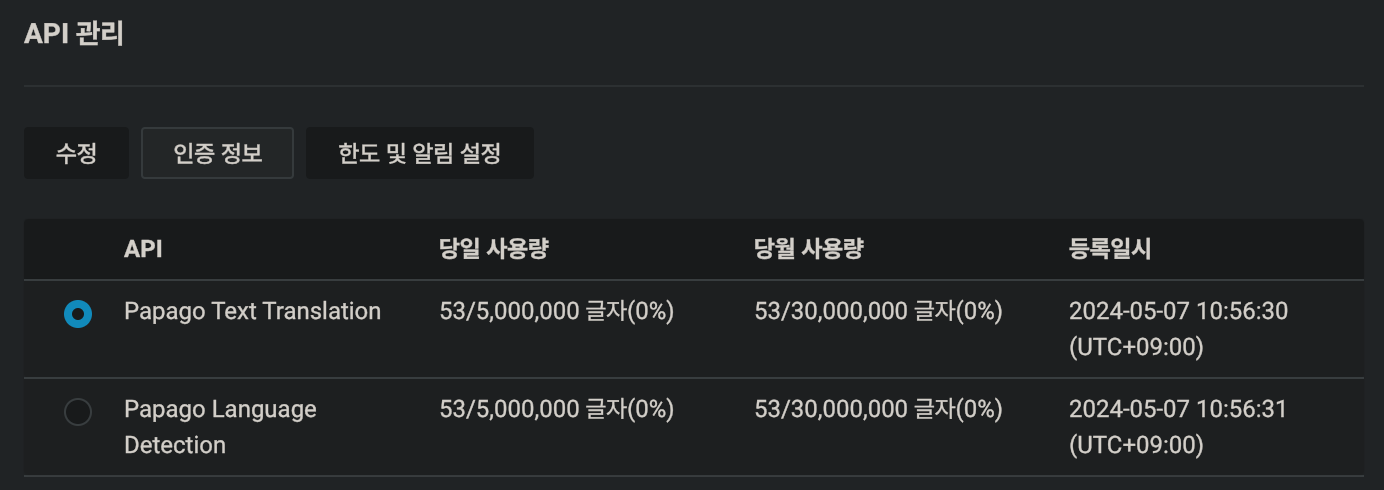 API 관리
수정 인증 정보 한도 및 알림 설정
API 당일 사용량 당월 사용량 등록일시
Papago Text Translation 53/5,000,000 글자(0%) 53/30,000,000 글자(0%) 2024-05-07 10:56:30
(UTC+09:00)
Papago Language 53/5,000,000 글자(0%) 53/30,000,000 글자(0%) 2024-05-07 10:56:31
Detection (UTC+09:00)